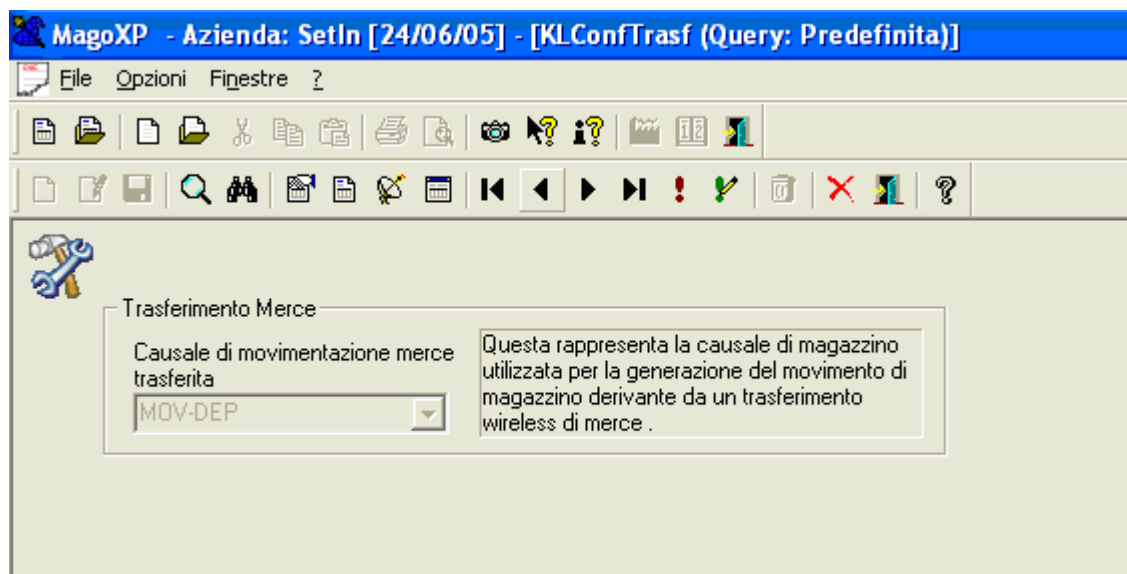 MagoXP - Azienda: SetIn [24/06/05] - [KLConfTrasf (Query: Predefinita)]
File Opzioni Finestre ?
Trasferimento Merce
Causale di movimentazione merce
trasferita
MOV-DEP
Questa rappresenta la causale di magazzino
utilizzata per la generazione del movimento di
magazzino derivante da un trasferimento
wireless di merce .